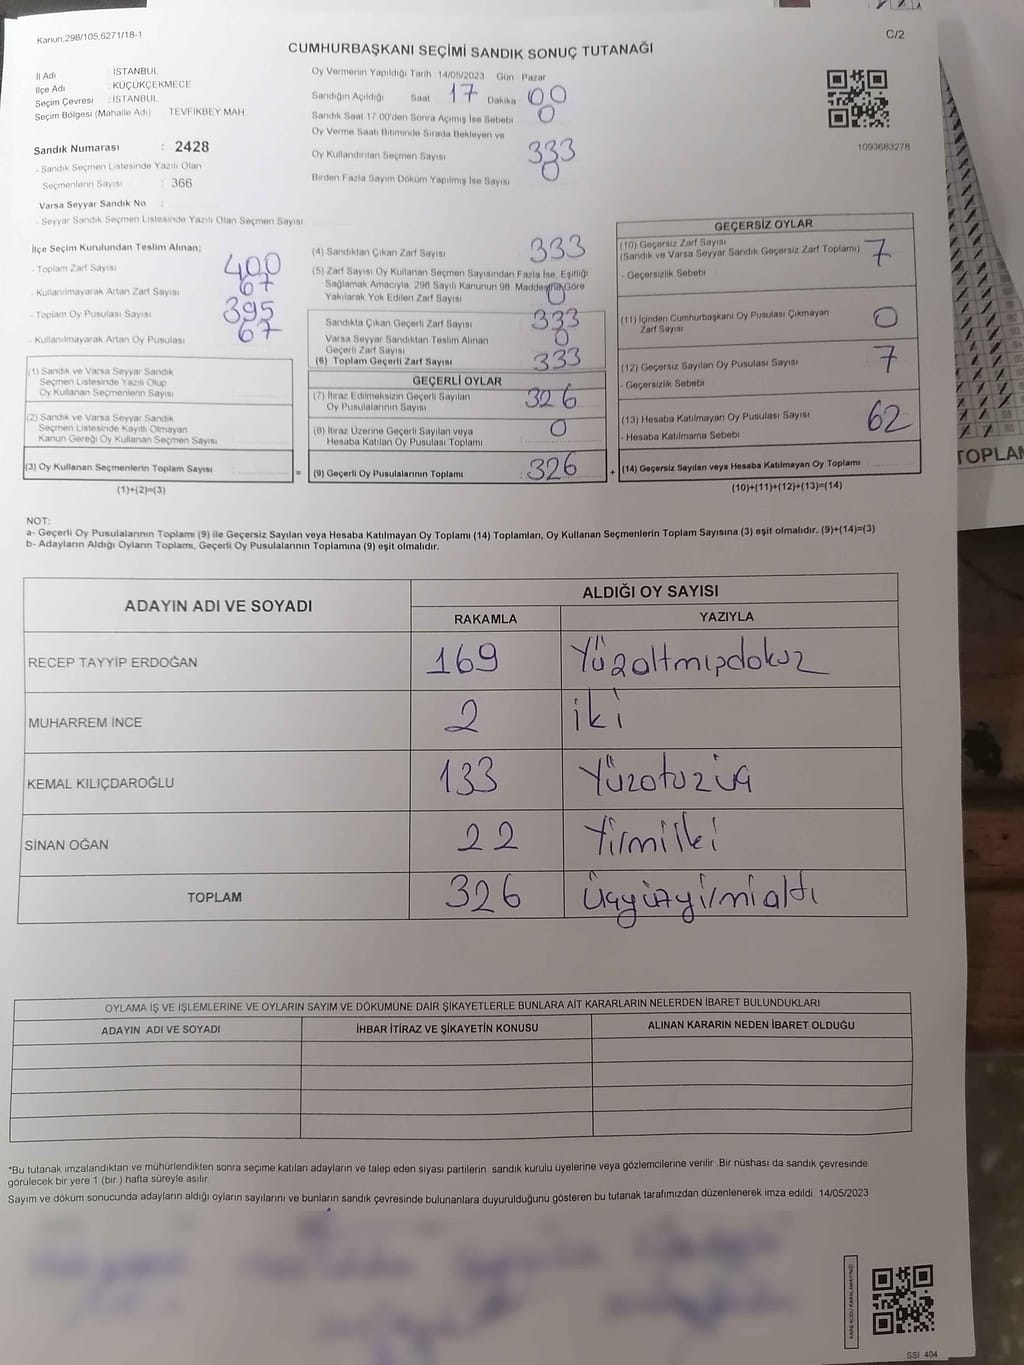 Kanun,298/105,6271/18-1
C/2
CUMHURBAŞKANI SEÇİMİ SANDIK SONUÇ TUTANAĞI
İl Adı : İSTANBUL
İlçe Adı : KÜÇÜKÇEKMECE
Seçim Çevresi : İSTANBUL
Seçim Bölgesi (Mahalle Adı) TEVFİKBEY MAH
Sandık Numarası : 2428
- Sandık Seçmen Listesinde Yazılı Olan
Seçmenlerin Sayısı : 366
Varsa Seyyar Sandık No :
- Seyyar Sandık Seçmen Listesinde Yazılı Olan Seçmen Sayısı
Oy Vermenin Yapıldığı Tarih : 14/05/2023 Gün Pazar
Sandığın Açıldığı Saat 17 Dakika 00
Sandık Saat 17.00'den Sonra Açımış İse Sebebi 0
Oy Verme Saati Bitiminde Sırada Bekleyen ve
Oy Kullandırılan Seçmen Sayısı 333
Birden Fazla Sayım Döküm Yapılmış İse Sayısı 0
1093683278
İlçe Seçim Kurulundan Teslim Alınan;
- Toplam Zarf Sayısı 400
- Kullanılmayarak Artan Zarf Sayısı 67
- Toplam Oy Pusulası Sayısı 395
- Kullanılmayarak Artan Oy Pusulası 67
(1) Sandık ve Varsa Seyyar Sandık
Seçmen Listesinde Yazılı Olup
Oy Kullanan Seçmenlerin Sayısı
(2) Sandık ve Varsa Seyyar Sandık
Seçmen Listesinde Kayıtlı Olmayan
Kanun Gereği Oy Kullanan Seçmen Sayısı
(3) Oy Kullanan Seçmenlerin Toplam Sayısı
(1)+(2)=(3)
(4) Sandıktan Çıkan Zarf Sayısı 333
(5) Zarf Sayısı Oy Kullanan Seçmen Sayısından Fazla İse, Eşitliği
Sağlamak Amacıyla, 298 Sayılı Kanunun 98. Maddesine Göre
Yakılarak Yok Edilen Zarf Sayısı 0
Sandıkta Çıkan Geçerli Zarf Sayısı 333
Varsa Seyyar Sandıktan Teslim Alınan
Geçerli Zarf Sayısı 0
(6) Toplam Geçerli Zarf Sayısı 333
GEÇERLİ OYLAR
(7) İtiraz Edilmeksizin Geçerli Sayılan
Oy Pusulalarının Sayısı 326
(8) İtiraz Üzerine Geçerli Sayılan veya
Hesaba Katılan Oy Pusulası Toplamı 0
= (9) Geçerli Oy Pusulalarının Toplamı : 326 +
GEÇERSİZ OYLAR
(10) Geçersiz Zarf Sayısı
(Sandık ve Varsa Seyyar Sandık Geçersiz Zarf Toplamı) 7
- Geçersizlik Sebebi
(11) İçinden Cumhurbaşkanı Oy Pusulası Çıkmayan
Zarf Sayısı 0
(12) Geçersiz Sayılan Oy Pusulası Sayısı 7
- Geçersizlik Sebebi
(13) Hesaba Katılmayan Oy Pusulası Sayısı 62
- Hesaba Katılmama Sebebi
(14) Geçersiz Sayılan veya Hesaba Katılmayan Oy Toplamı
(10)+(11)+(12)+(13)=(14)
NOT:
a- Geçerli Oy Pusulalarının Toplamı (9) ile Geçersiz Sayılan veya Hesaba Katılmayan Oy Toplamı (14) Toplamları, Oy Kullanan Seçmenlerin Toplam Sayısına (3) eşit olmalıdır. (9)+(14)=(3)
b- Adayların Aldığı Oyların Toplamı, Geçerli Oy Pusulalarının Toplamına (9) eşit olmalıdır.
ADAYIN ADI VE SOYADI ALDIĞI OY SAYISI
RAKAMLA YAZIYLA
RECEP TAYYİP ERDOĞAN 169 Yüzaltmışdokuz
MUHARREM İNCE 2 iki
KEMAL KILIÇDAROĞLU 133 Yüzotuzüç
SİNAN OĞAN 22 Yirmiiki
TOPLAM 326 Üçyüzyirmialtı
OYLAMA İŞ VE İŞLEMLERİNE VE OYLARIN SAYIM VE DÖKÜMÜNE DAİR ŞİKAYETLERLE BUNLARA AİT KARARLARIN NELERDEN İBARET BULUNDUKLARI
ADAYIN ADI VE SOYADI İHBAR İTİRAZ VE ŞİKAYETİN KONUSU ALINAN KARARIN NEDEN İBARET OLDUĞU
*Bu tutanak imzalandıktan ve mühürlendikten sonra seçime katılan adayların ve talep eden siyasi partilerin sandık kurulu üyelerine veya gözlemcilerine verilir. Bir nüshası da sandık çevresinde
görülecek bir yere 1 (bir ) hafta süreyle asılır.
Sayım ve döküm sonucunda adayların aldığı oyların sayılarını ve bunların sandık çevresinde bulunanlara duyurulduğunu gösteren bu tutanak tarafımızdan düzenlenerek imza edildi. 14/05/2023
KARE KODU KARALAMAYINIZ!
SSI: 404
TOPLAM